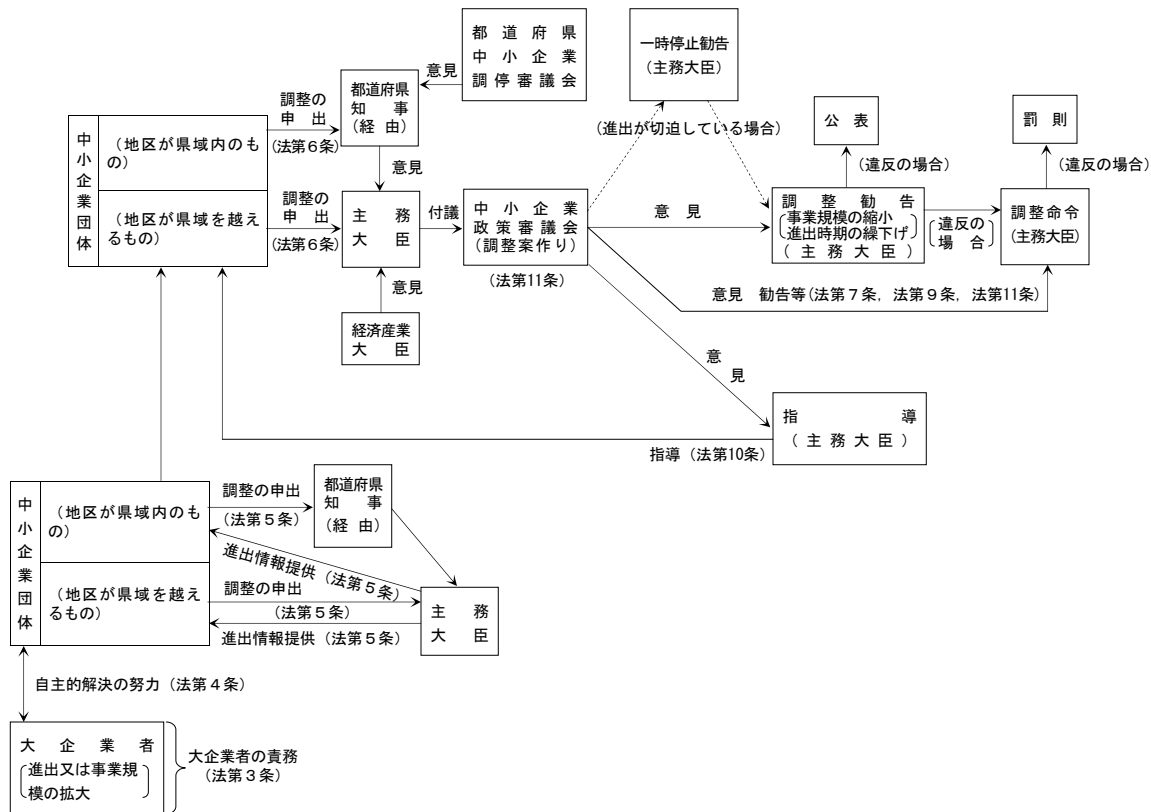 都道府県
中小企業
調停審議会
意見
一時停止勧告
(主務大臣)
都道府県
知事
(経由)
調整の
申出
(法第6条)
中小企業団体
(地区が県域内のも
の)
(地区が県域を越え
るもの)
調整の
申出
(法第6条)
意見
主務
大臣
付議
中小企業
政策審議会
(調整案作り)
(法第11条)
意見
経済産業
大臣
(進出が切迫している場合)
公表
罰則
(違反の場合)
(違反の場合)
意見
調整勧告
事業規模の縮小
進出時期の繰下げ
(主務大臣)
違反の
場合
調整命令
(主務大臣)
意見 勧告等(法第7条, 法第9条, 法第11条)
意見
指導
(主務大臣)
指導(法第10条)
中小企業団体
(地区が県域内のも
の)
(地区が県域を越え
るもの)
調整の申出
(法第5条)
都道府県
知事
(経由)
進出情報提供(法第5条)
調整の申出
(法第5条)
進出情報提供(法第5条)
主務
大臣
自主的解決の努力(法第4条)
大企業者
進出又は事業規
模の拡大
大企業者の責務
(法第3条)